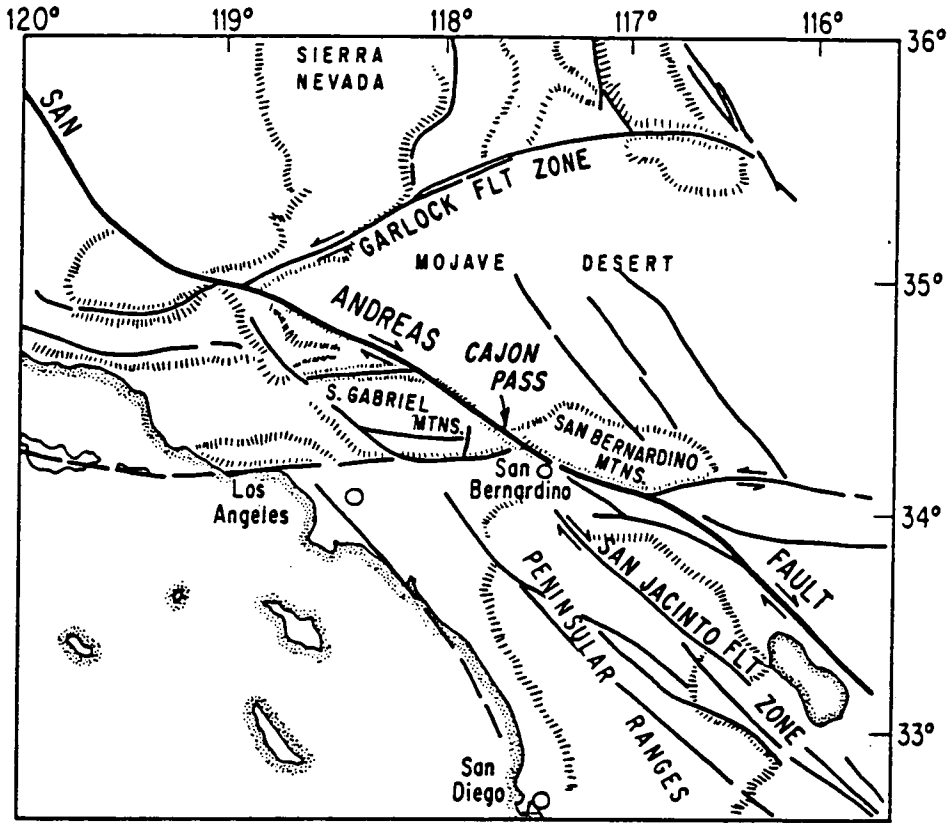 120°
119°
118°
117°
116°
36°
SIERRA
NEVADA
SAN
GARLOCK FLT ZONE
MOJAVE DESERT
35°
ANDREAS
CAJON
PASS
S. GABRIEL
MTNS.
SAN BERNARDINO
MTNS.
San
Bernardino
Los
Angeles
34°
FAULT
SAN JACINTO FLT ZONE
PENINSULAR RANGES
33°
San
Diego